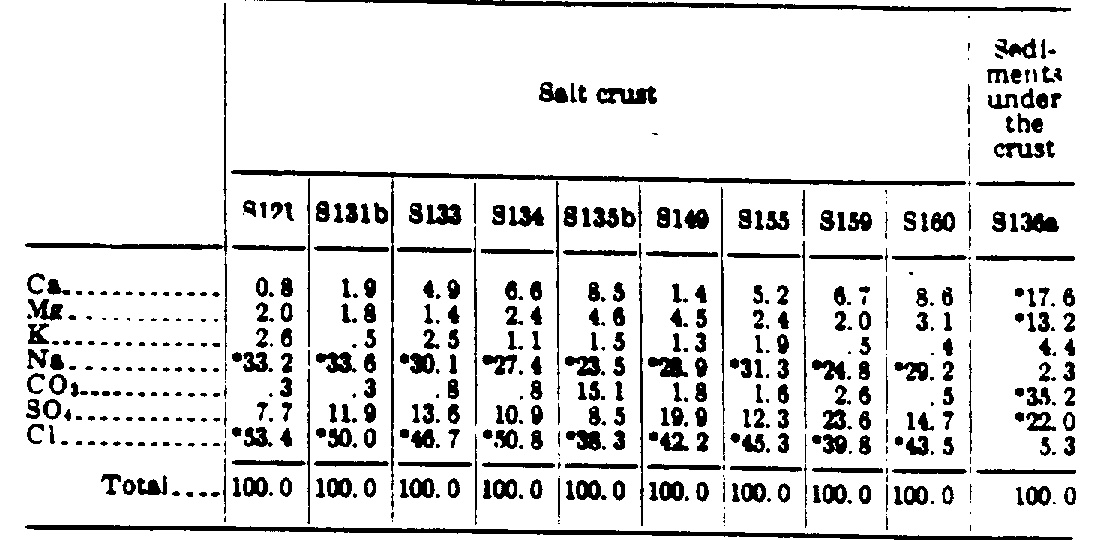 Sedi-
ments
under
the
crust
Salt crust
S121 S131b S133 S134 S135b S149 S155 S159 S160 S136a
Ca............. 0.8 1.9 4.9 6.6 8.5 1.4 5.2 6.7 8.6 *17.6
Mg............. 2.0 1.8 1.4 2.4 4.6 4.5 2.4 2.0 3.1 *13.2
K.............. 2.6 .5 2.5 1.1 1.5 1.3 1.9 .5 .4 4.4
Na............. *33.2 *33.6 *30.1 *27.4 *23.5 *28.9 *31.3 *24.8 *29.2 2.3
CO₃............ .3 .3 .8 .8 15.1 1.8 1.6 2.6 .5 *35.2
SO₄............ 7.7 11.9 13.6 10.9 8.5 19.9 12.3 23.6 14.7 *22.0
Cl............. *53.4 *50.0 *46.7 *50.8 *38.3 *42.2 *45.3 *39.8 *43.5 5.3
Total.... 100.0 100.0 100.0 100.0 100.0 100.0 100.0 100.0 100.0 100.0